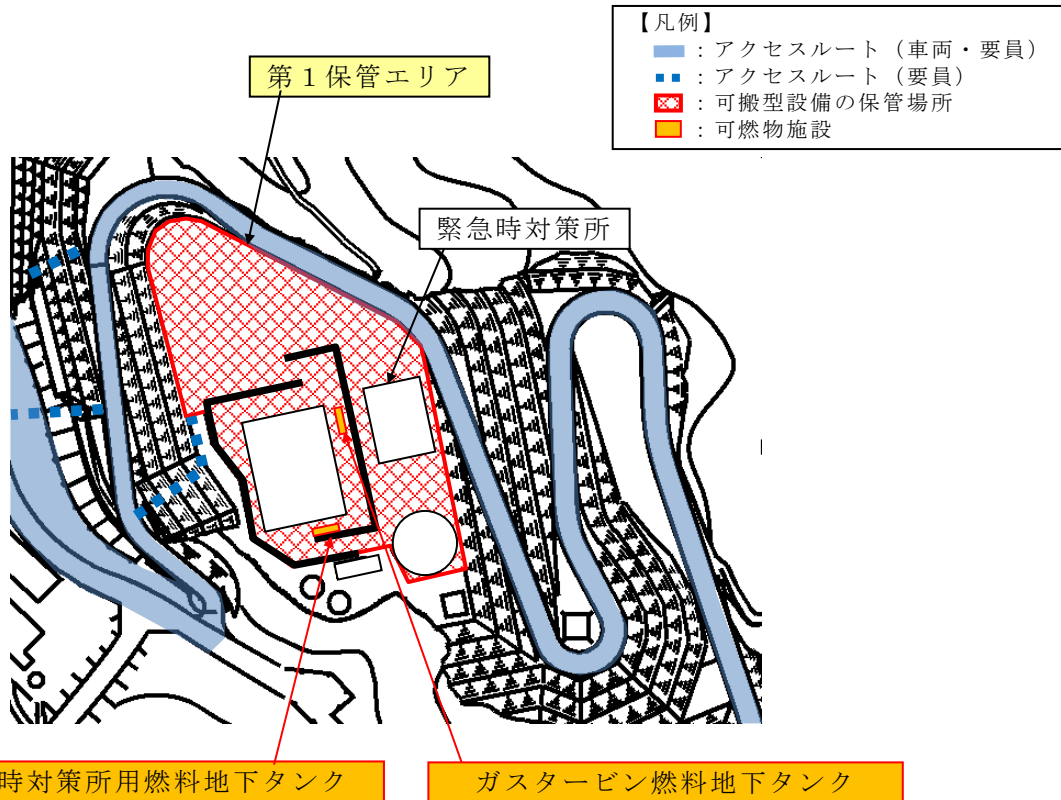 【凡例】
：アクセスルート（車両・要員）
：アクセスルート（要員）
：可搬型設備の保管場所
：可燃物施設
第１保管エリア
緊急時対策所
時対策所用燃料地下タンク
ガスタービン燃料地下タンク